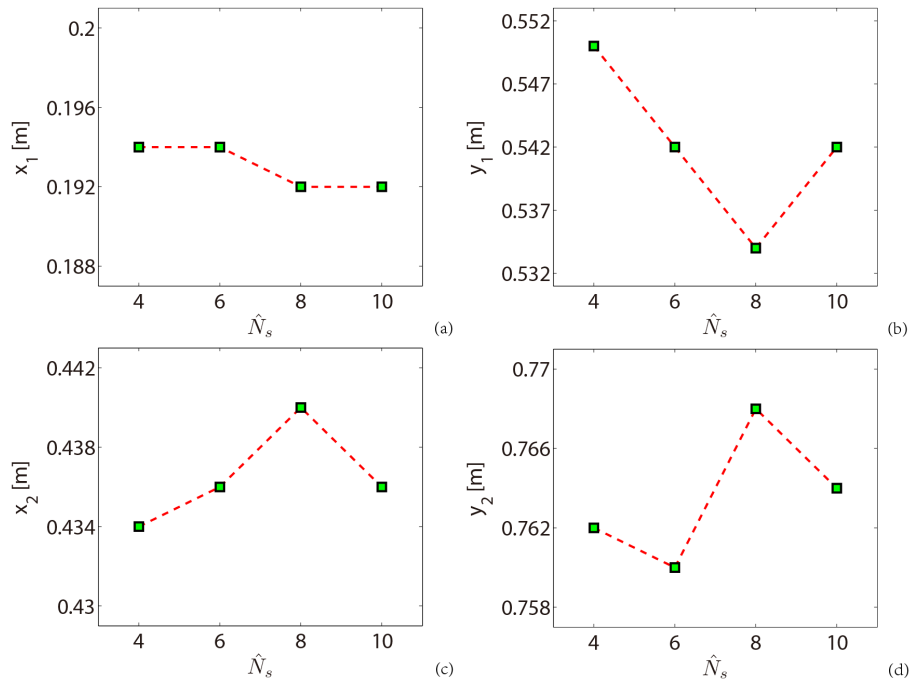 0.2
0.196
0.192
0.188
x₁ [m]
4 6 8 10
N̂ₛ
(a)
0.552
0.547
0.542
0.537
0.532
y₁ [m]
4 6 8 10
N̂ₛ
(b)
0.442
0.438
0.434
0.43
x₂ [m]
4 6 8 10
N̂ₛ
(c)
0.77
0.766
0.762
0.758
y₂ [m]
4 6 8 10
N̂ₛ
(d)